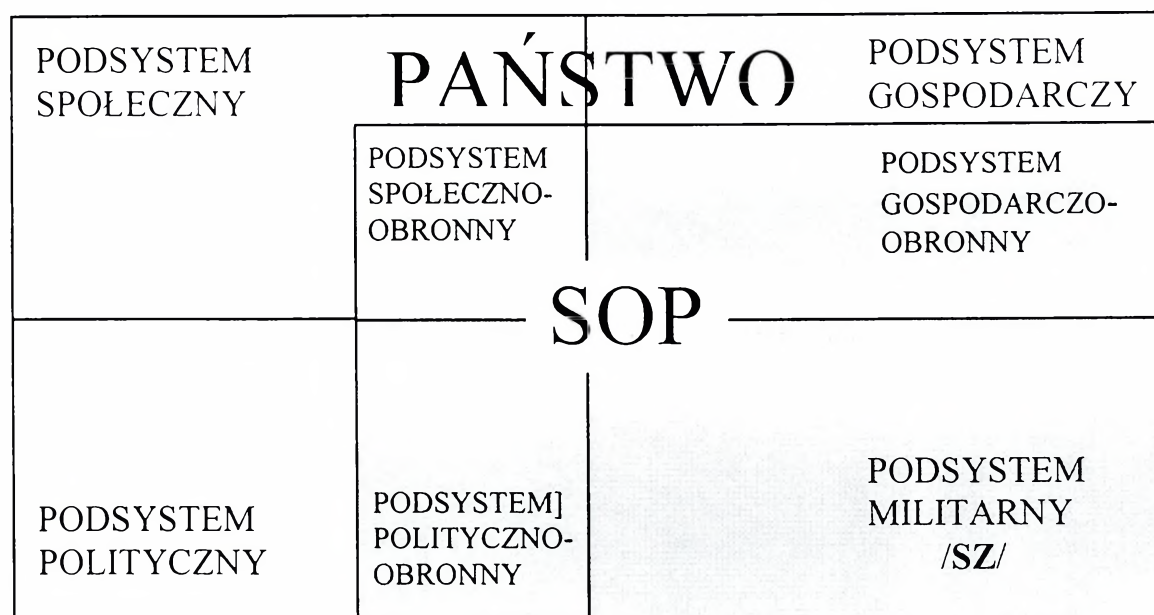 PODSYSTEM
SPOŁECZNY
PAŃSTWO
PODSYSTEM
GOSPODARCZY
PODSYSTEM
SPOŁECZNO-
OBRONNY
PODSYSTEM
GOSPODARCZO-
OBRONNY
SOP
PODSYSTEM
POLITYCZNY
PODSYSTEM]
POLITYCZNO-
OBRONNY
PODSYSTEM
MILITARNY
/SZ/